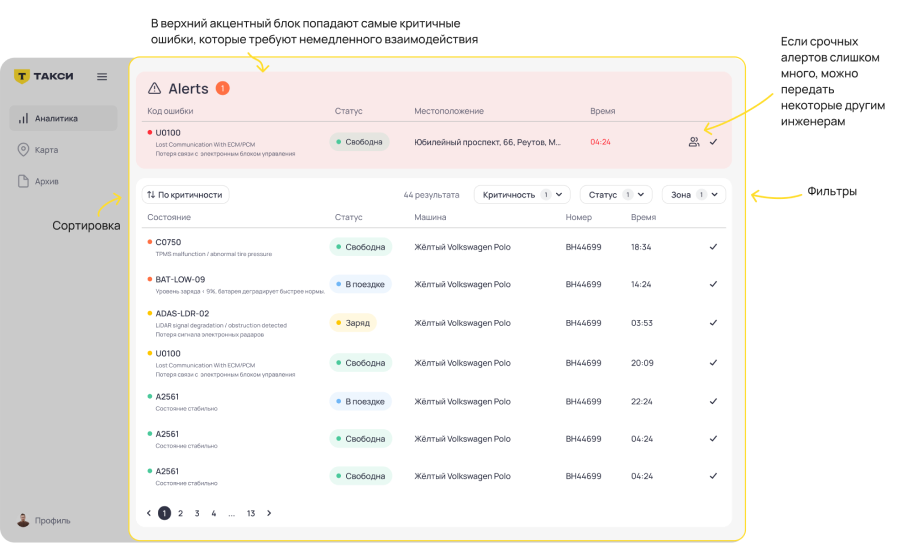 В верхний акцентный блок попадают самые критичные
ошибки, которые требуют немедленного взаимодействия
Если срочных
алертов слишком
много, можно
передать
некоторые другим
инженерам
Т ТАКСИ
Аналитика
Карта
Архив
Сортировка
Профиль
Alerts 1
Код ошибки Статус Местоположение Время
U0100
Lost Communication With ECM/PCM
Потеря связи с электронным блоком управления
Свободна Юбилейный проспект, 66, Реутов, М... 04:24
По критичности 44 результата Критичность 1 Статус 1 Зона 1
Фильтры
Состояние Статус Машина Номер Время
C0750
TPMS malfunction / abnormal tire pressure
Свободна Жёлтый Volkswagen Polo BH44699 18:34
BAT-LOW-09
Уровень заряда < 5%, батарея деградирует быстрее нормы.
В поездке Жёлтый Volkswagen Polo BH44699 14:24
ADAS-LDR-02
LiDAR signal degradation / obstruction detected
Потеря сигнала электронных радаров
Заряд Жёлтый Volkswagen Polo BH44699 03:53
U0100
Lost Communication With ECM/PCM
Потеря связи с электронным блоком управления
Свободна Жёлтый Volkswagen Polo BH44699 20:09
A2561
Состояние стабильно
В поездке Жёлтый Volkswagen Polo BH44699 22:24
A2561
Состояние стабильно
Свободна Жёлтый Volkswagen Polo BH44699 04:24
A2561
Состояние стабильно
Свободна Жёлтый Volkswagen Polo BH44699 04:24
1 2 3 4 ... 13